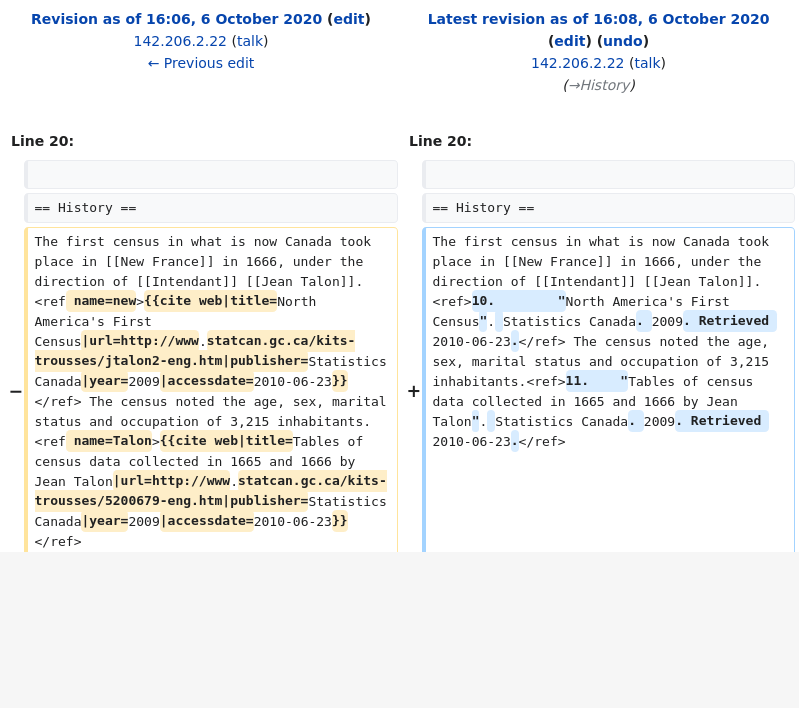 Revision as of 16:06, 6 October 2020 (edit)
142.206.2.22 (talk)
← Previous edit
Latest revision as of 16:08, 6 October 2020
(edit) (undo)
142.206.2.22 (talk)
(→History)
Line 20:
== History ==
−
The first census in what is now Canada took
place in [[New France]] in 1666, under the
direction of [[Intendant]] [[Jean Talon]].
<ref name=new>{{cite web|title=North
America's First
Census|url=http://www.statcan.gc.ca/kits-
trousses/jtalon2-eng.htm|publisher=Statistics
Canada|year=2009|accessdate=2010-06-23}}
</ref> The census noted the age, sex, marital
status and occupation of 3,215 inhabitants.
<ref name=Talon>{{cite web|title=Tables of
census data collected in 1665 and 1666 by
Jean Talon|url=http://www.statcan.gc.ca/kits-
trousses/5200679-eng.htm|publisher=Statistics
Canada|year=2009|accessdate=2010-06-23}}
</ref>
Line 20:
== History ==
+
The first census in what is now Canada took
place in [[New France]] in 1666, under the
direction of [[Intendant]] [[Jean Talon]].
<ref>10.        "North America's First
Census". Statistics Canada. 2009. Retrieved
2010-06-23.</ref> The census noted the age,
sex, marital status and occupation of 3,215
inhabitants.<ref>11.    "Tables of census
data collected in 1665 and 1666 by Jean
Talon". Statistics Canada. 2009. Retrieved
2010-06-23.</ref>